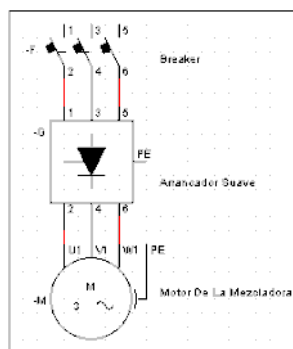 1 3 5
-F
Breaker
2 4 6
1 3 5
-G
PE
Arrancador Suave
2 4 6
U1 V1 W1 PE
M
-M
3
Motor De La Mezcladora